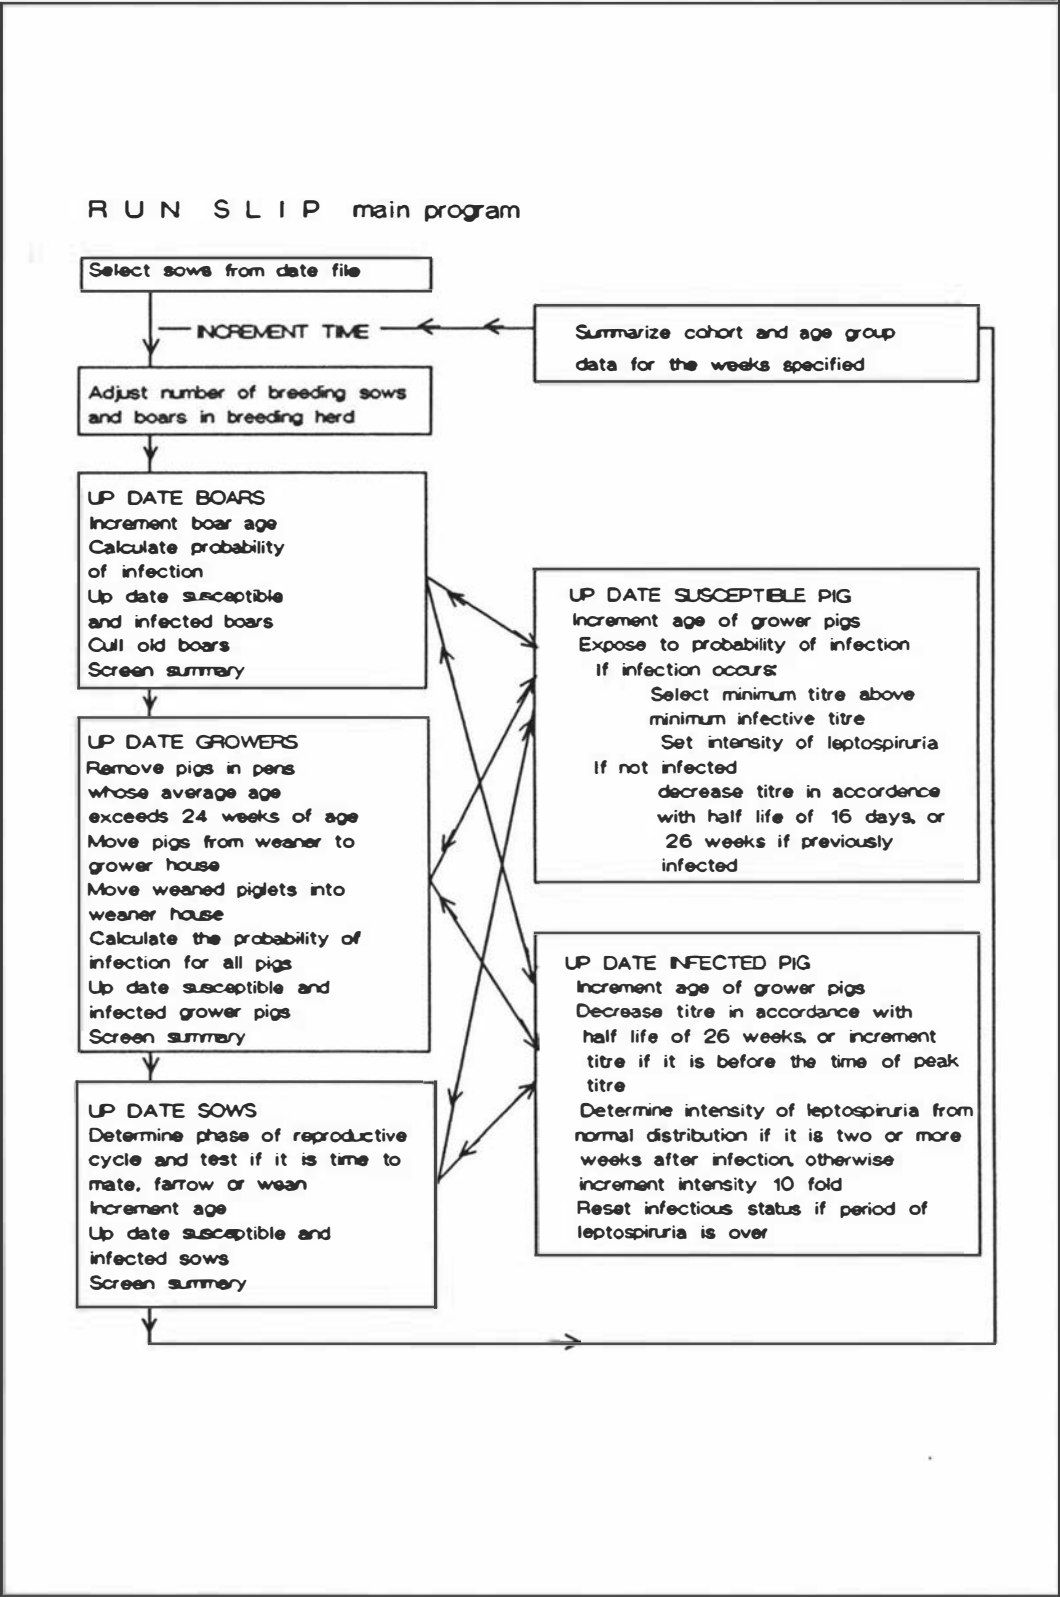 R U N S L I P main program
Select sows from date file
INCREMENT TIME
Summarize cohort and age group
data for the weeks specified
Adjust number of breeding sows
and boars in breeding herd
UP DATE BOARS
Increment boar age
Calculate probability
of infection
Up date susceptible
and infected boars
Cull old boars
Screen summary
UP DATE GROWERS
Remove pigs in pens
whose average age
exceeds 24 weeks of age
Move pigs from weaner to
grower house
Move weaned piglets into
weaner house
Calculate the probability of
infection for all pigs
Up date susceptible and
infected grower pigs
Screen summary
UP DATE SOWS
Determine phase of reproductive
cycle and test if it is time to
mate, farrow or wean
Increment age
Up date susceptible and
infected sows
Screen summary
UP DATE SUSCEPTIBLE PIG
Increment age of grower pigs
Expose to probability of infection
If infection occurs:
Select minimum titre above
minimum infective titre
Set intensity of leptospiruria
If not infected
decrease titre in accordence
with half life of 16 days, or
26 weeks if previously
infected
UP DATE INFECTED PIG
Increment age of grower pigs
Decrease titre in accordance with
half life of 26 weeks, or increment
titre if it is before the time of peak
titre
Determine intensity of leptospiruria from
normal distribution if it is two or more
weeks after infection, otherwise
increment intensity 10 fold
Reset infectious status if period of
leptospiruria is over